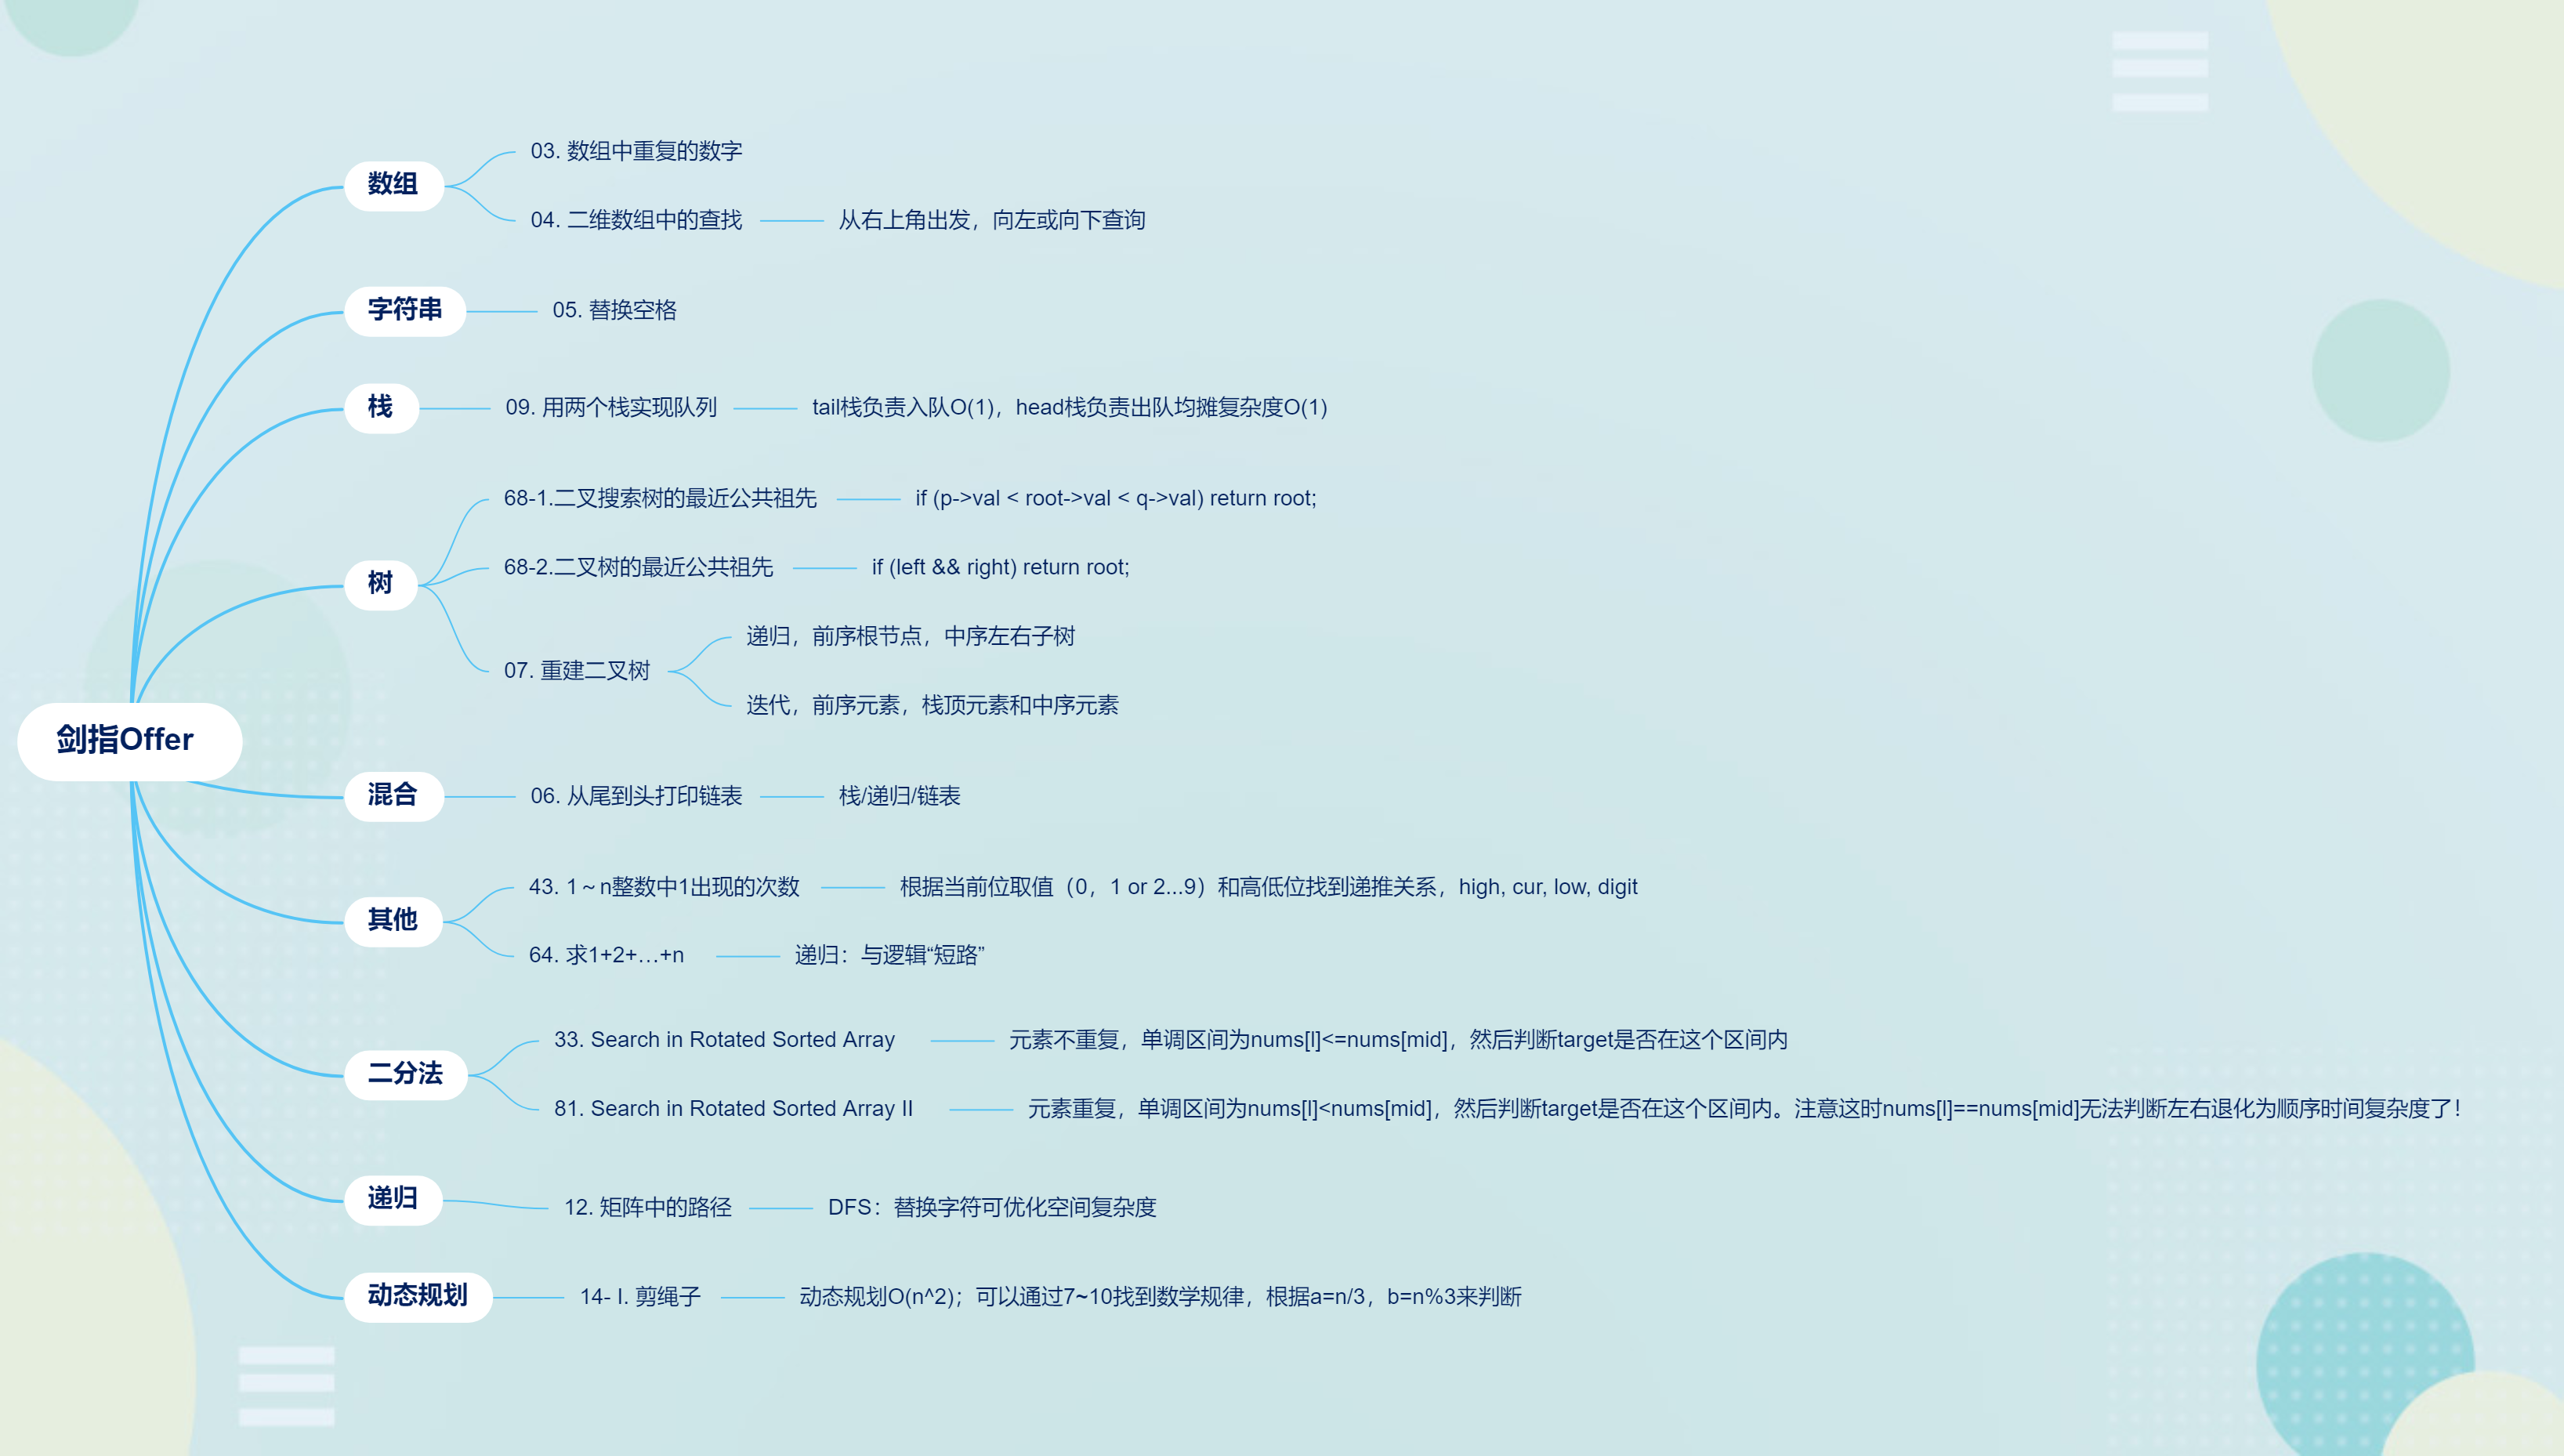 剑指Offer
数组
03. 数组中重复的数字
04. 二维数组中的查找
从右上角出发，向左或向下查询
字符串
05. 替换空格
栈
09. 用两个栈实现队列
tail栈负责入队O(1)，head栈负责出队均摊复杂度O(1)
树
68-1.二叉搜索树的最近公共祖先
if (p->val < root->val < q->val) return root;
68-2.二叉树的最近公共祖先
if (left && right) return root;
07. 重建二叉树
递归，前序根节点，中序左右子树
迭代，前序元素，栈顶元素和中序元素
混合
06. 从尾到头打印链表
栈/递归/链表
其他
43. 1～n整数中1出现的次数
根据当前位取值（0，1 or 2...9）和高低位找到递推关系，high, cur, low, digit
64. 求1+2+…+n
递归：与逻辑“短路”
二分法
33. Search in Rotated Sorted Array
元素不重复，单调区间为nums[l]<=nums[mid]，然后判断target是否在这个区间内
81. Search in Rotated Sorted Array II
元素重复，单调区间为nums[l]<nums[mid]，然后判断target是否在这个区间内。注意这时nums[l]==nums[mid]无法判断左右退化为顺序时间复杂度了！
递归
12. 矩阵中的路径
DFS：替换字符可优化空间复杂度
动态规划
14- I. 剪绳子
动态规划O(n^2)；可以通过7~10找到数学规律，根据a=n/3，b=n%3来判断